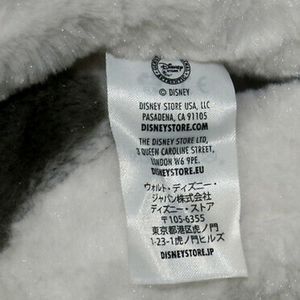 Disney
STORE
© DISNEY
DISNEY STORE USA, LLC
PASADENA, CA 91105
DISNEYSTORE.COM
THE DISNEY STORE LTD,
3 QUEEN CAROLINE STREET,
LONDON W6 9PE.
DISNEYSTORE.EU
ウォルト・ディズニー・
ジャパン株式会社
ディズニー・ストア
〒105-6355
東京都港区虎ノ門
1-23-1虎ノ門ヒルズ
DISNEYSTORE.JP